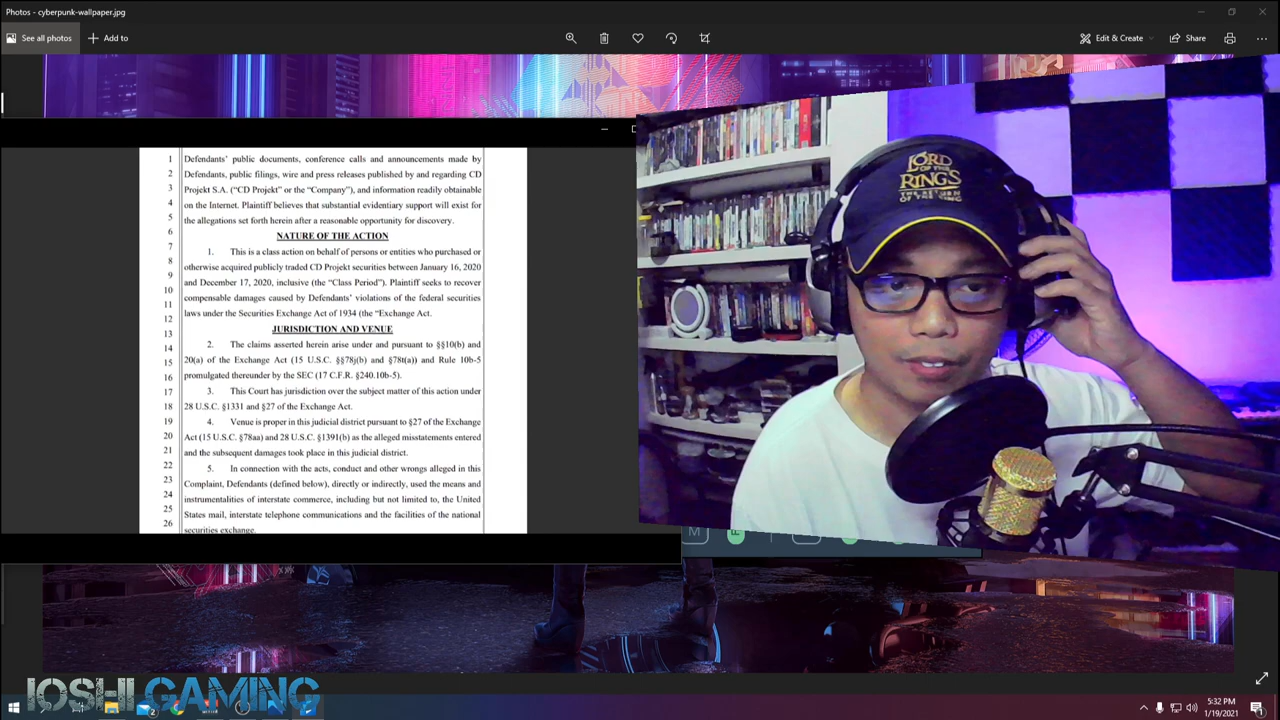 Photos - cyberpunk-wallpaper.jpg
See all photos
Add to
Edit & Create
Share
1 Defendants' public documents, conference calls and announcements made by
2 Defendants, public filings, wire and press releases published by and regarding CD
3 Projekt S.A. ("CD Projekt" or the "Company"), and information readily obtainable
4 on the Internet. Plaintiff believes that substantial evidentiary support will exist for
5 the allegations set forth herein after a reasonable opportunity for discovery.
6 NATURE OF THE ACTION
7 1. This is a class action on behalf of persons or entities who purchased or
8 otherwise acquired publicly traded CD Projekt securities between January 16, 2020
9 and December 17, 2020, inclusive (the "Class Period"). Plaintiff seeks to recover
10 compensable damages caused by Defendants' violations of the federal securities
11 laws under the Securities Exchange Act of 1934 (the "Exchange Act.
12 JURISDICTION AND VENUE
13 2. The claims asserted herein arise under and pursuant to §§10(b) and
14 20(a) of the Exchange Act (15 U.S.C. §§78j(b) and §78t(a)) and Rule 10b-5
15 promulgated thereunder by the SEC (17 C.F.R. §240.10b-5).
16 3. This Court has jurisdiction over the subject matter of this action under
17 28 U.S.C. §1331 and §27 of the Exchange Act.
18 4. Venue is proper in this judicial district pursuant to §27 of the Exchange
19 Act (15 U.S.C. §78aa) and 28 U.S.C. §1391(b) as the alleged misstatements entered
20 and the subsequent damages took place in this judicial district.
21 5. In connection with the acts, conduct and other wrongs alleged in this
22 Complaint, Defendants (defined below), directly or indirectly, used the means and
23 instrumentalities of interstate commerce, including but not limited to, the United
24 States mail, interstate telephone communications and the facilities of the national
25 securities exchange.
26
LORD
OF THE
RINGS
THE RETURN
OF THE KING
M
IOSHI GAMING
2
5:32 PM
1/19/2021
1